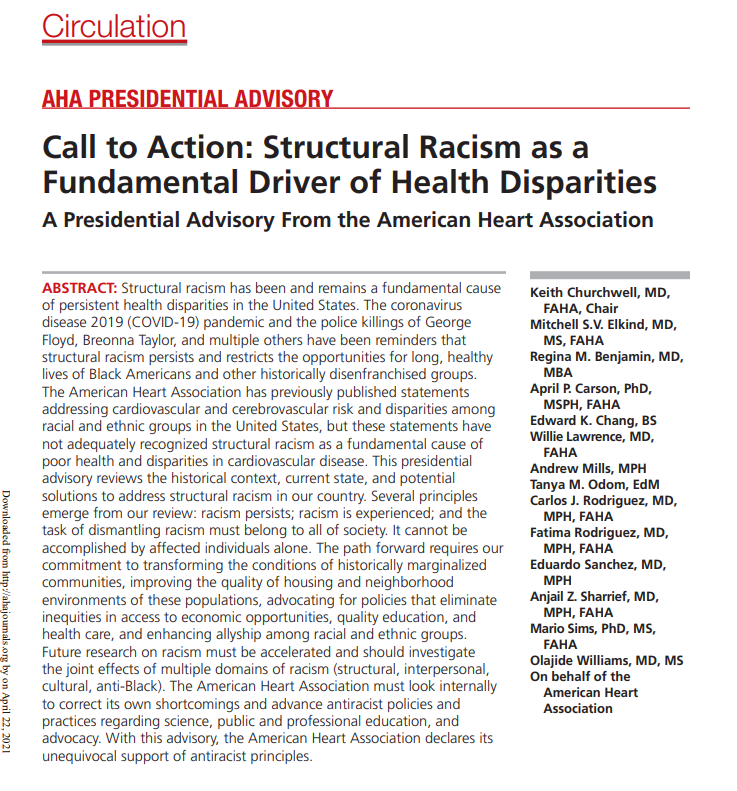 Circulation
AHA PRESIDENTIAL ADVISORY
Call to Action: Structural Racism as a
Fundamental Driver of Health Disparities
A Presidential Advisory From the American Heart Association
ABSTRACT: Structural racism has been and remains a fundamental cause
of persistent health disparities in the United States. The coronavirus
disease 2019 (COVID-19) pandemic and the police killings of George
Floyd, Breonna Taylor, and multiple others have been reminders that
structural racism persists and restricts the opportunities for long, healthy
lives of Black Americans and other historically disenfranchised groups.
The American Heart Association has previously published statements
addressing cardiovascular and cerebrovascular risk and disparities among
racial and ethnic groups in the United States, but these statements have
not adequately recognized structural racism as a fundamental cause of
poor health and disparities in cardiovascular disease. This presidential
advisory reviews the historical context, current state, and potential
solutions to address structural racism in our country. Several principles
emerge from our review: racism persists; racism is experienced; and the
task of dismantling racism must belong to all of society. It cannot be
accomplished by affected individuals alone. The path forward requires our
commitment to transforming the conditions of historically marginalized
communities, improving the quality of housing and neighborhood
environments of these populations, advocating for policies that eliminate
inequities in access to economic opportunities, quality education, and
health care, and enhancing allyship among racial and ethnic groups.
Future research on racism must be accelerated and should investigate
the joint effects of multiple domains of racism (structural, interpersonal,
cultural, anti-Black). The American Heart Association must look internally
to correct its own shortcomings and advance antiracist policies and
practices regarding science, public and professional education, and
advocacy. With this advisory, the American Heart Association declares its
unequivocal support of antiracist principles.
Keith Churchwell, MD,
FAHA, Chair
Mitchell S.V. Elkind, MD,
MS, FAHA
Regina M. Benjamin, MD,
MBA
April P. Carson, PhD,
MSPH, FAHA
Edward K. Chang, BS
Willie Lawrence, MD,
FAHA
Andrew Mills, MPH
Tanya M. Odom, EdM
Carlos J. Rodriguez, MD,
MPH, FAHA
Fatima Rodriguez, MD,
MPH, FAHA
Eduardo Sanchez, MD,
MPH
Anjail Z. Sharrief, MD,
MPH, FAHA
Mario Sims, PhD, MS,
FAHA
Olajide Williams, MD, MS
On behalf of the
American Heart
Association
Downloaded from http://ahajournals.org by on April 22, 2021